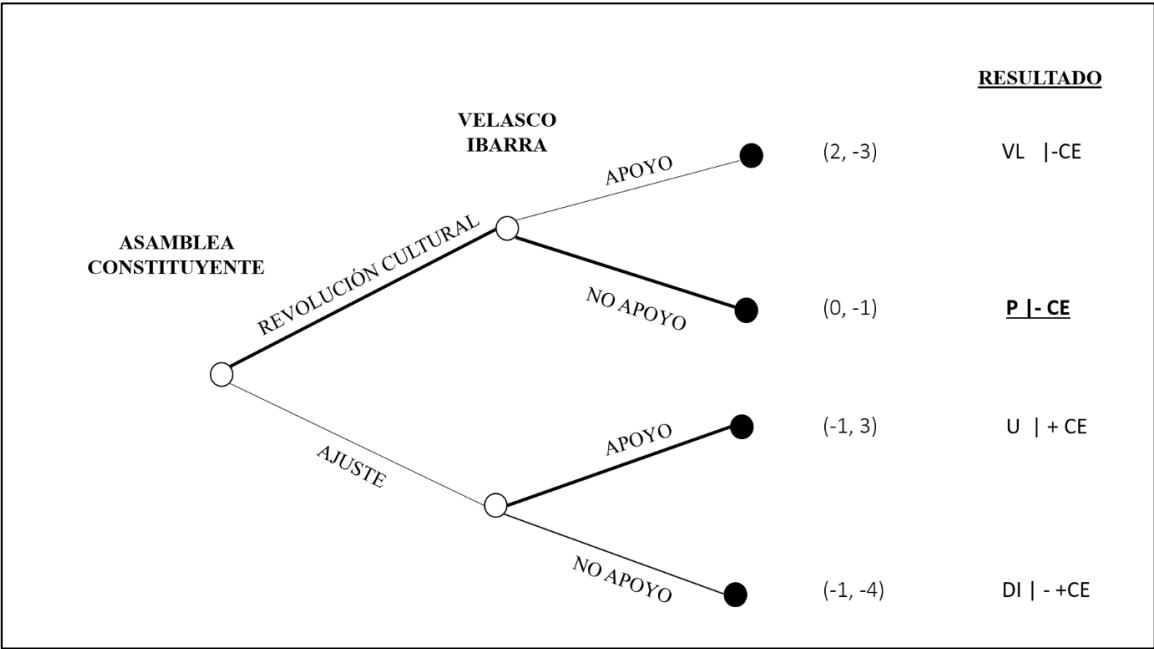 RESULTADO
VELASCO
IBARRA
APOYO
(2, -3)
VL |-CE
REVOLUCIÓN CULTURAL
ASAMBLEA
CONSTITUYENTE
NO APOYO
(0, -1)
P |- CE
APOYO
(-1, 3)
U | + CE
AJUSTE
NO APOYO
(-1, -4)
DI | - +CE